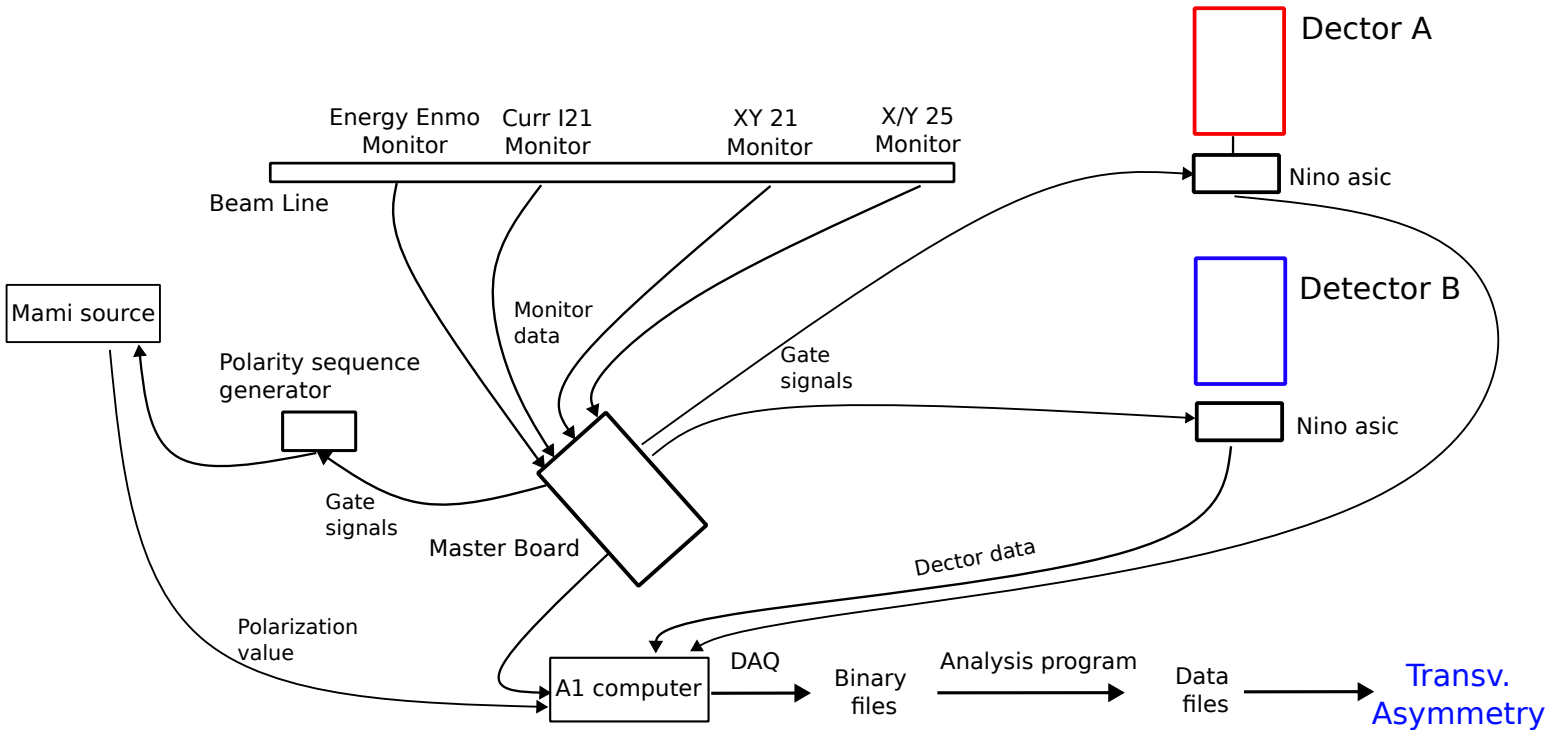 Dector A
Energy Enmo
Monitor
Curr I21
Monitor
XY 21
Monitor
X/Y 25
Monitor
Nino asic
Beam Line
Detector B
Mami source
Monitor
data
Polarity sequence
generator
Gate
signals
Nino asic
Gate
signals
Master Board
Dector data
Polarization
value
A1 computer
DAQ
Binary
files
Analysis program
Data
files
Transv.
Asymmetry